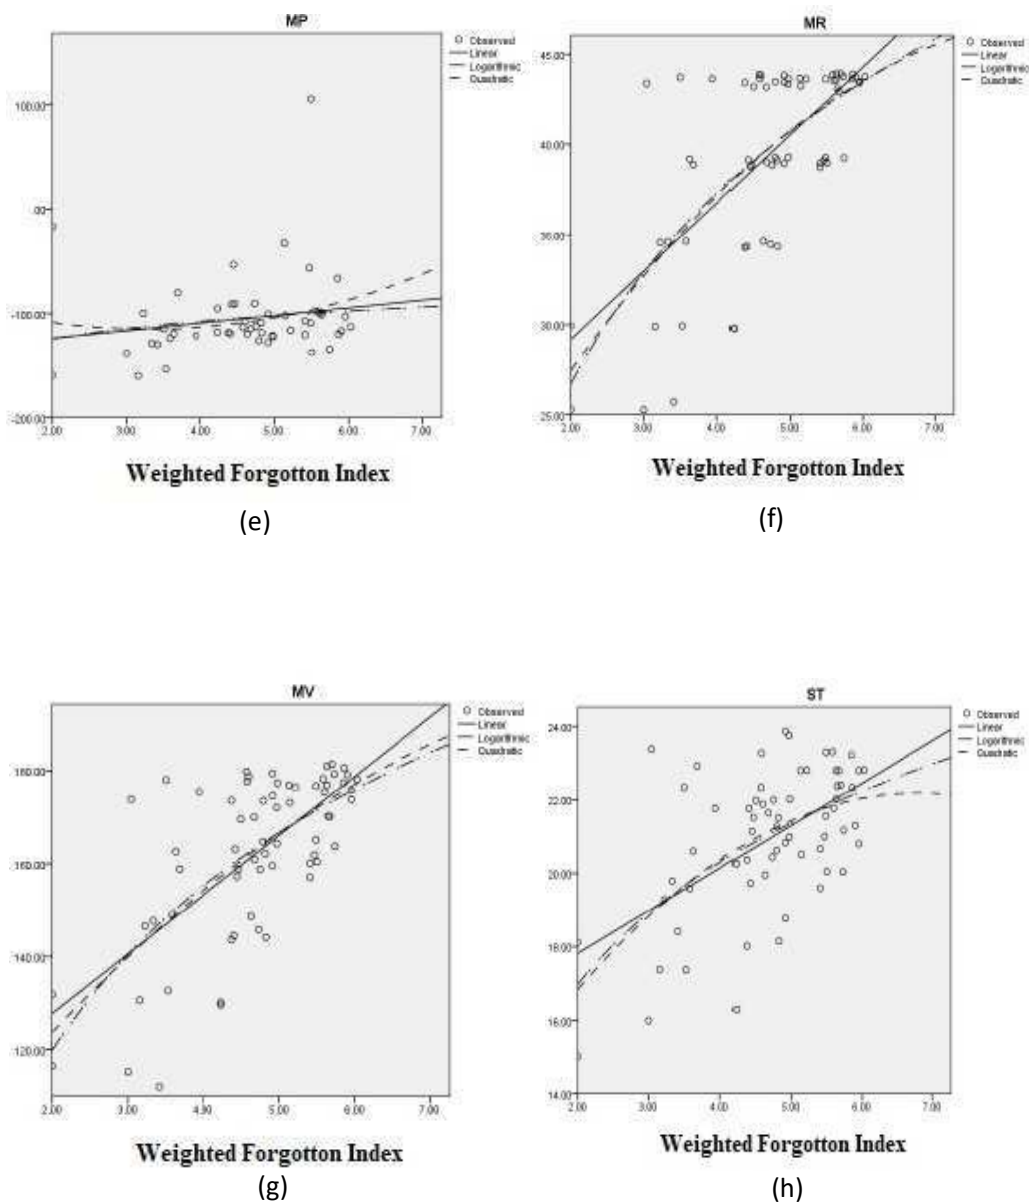 MP
Observed
Linear
Logarithmic
Quadratic
100.00
.00
-100.00
-200.00
2.00 3.00 4.00 5.00 6.00 7.00
Weighted Forgotton Index
(e)
MR
Observed
Linear
Logarithmic
Quadratic
45.00
40.00
35.00
30.00
25.00
2.00 3.00 4.00 5.00 6.00 7.00
Weighted Forgotton Index
(f)
MV
Observed
Linear
Logarithmic
Quadratic
180.00
160.00
140.00
120.00
2.00 3.00 4.00 5.00 6.00 7.00
Weighted Forgotton Index
(g)
ST
Observed
Linear
Logarithmic
Quadratic
24.00
22.00
20.00
18.00
16.00
14.00
2.00 3.00 4.00 5.00 6.00 7.00
Weighted Forgotton Index
(h)